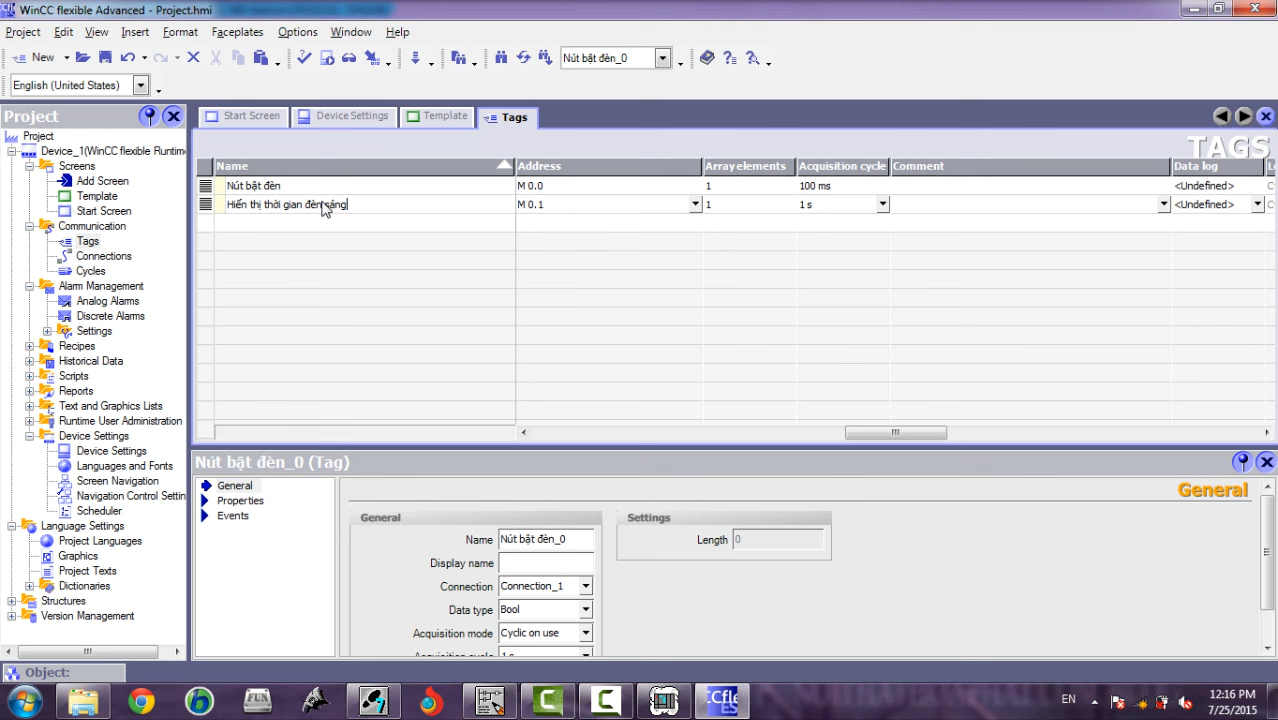 WinCC flexible Advanced - Project.hmi
Project Edit View Insert Format Faceplates Options Window Help
New Nút bật đèn_0
English (United States)
Project
Start Screen Device Settings Template Tags
Project
Device_1(WinCC flexible Runtim
TAGS
Name Address Array elements Acquisition cycle Comment Data log
Screens
Add Screen
Template
Start Screen
Communication
Tags
Connections
Cycles
Alarm Management
Analog Alarms
Discrete Alarms
Settings
Recipes
Historical Data
Scripts
Reports
Text and Graphics Lists
Runtime User Administration
Device Settings
Device Settings
Languages and Fonts
Screen Navigation
Navigation Control Settin
Scheduler
Language Settings
Project Languages
Graphics
Project Texts
Dictionaries
Structures
Version Management
Nút bật đèn M 0.0 1 100 ms <Undefined>
Hiển thị thời gian đèn sáng M 0.1 1 1 s <Undefined>
Nút bật đèn_0 (Tag)
General
Properties
Events
General
General
Name Nút bật đèn_0
Display name
Connection Connection_1
Data type Bool
Acquisition mode Cyclic on use
Settings
Length 0
Object:
FUN
EN
12:16 PM
7/25/2015